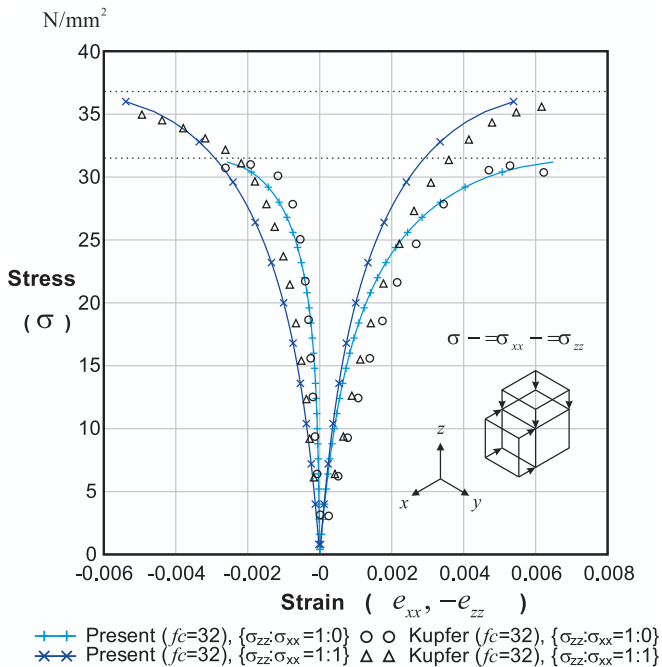 N/mm²
40
35
30
25
20
15
10
5
0
Stress
(σ)
σ − =σxx − =σzz
z
x
y
-0.006 -0.004 -0.002 -0 0.002 0.004 0.006 0.008
Strain ( exx, −ezz )
Present (fc=32), {σzz:σxx=1:0} Kupfer (fc=32), {σzz:σxx=1:0}
Present (fc=32), {σzz:σxx=1:1} Kupfer (fc=32), {σzz:σxx=1:1}